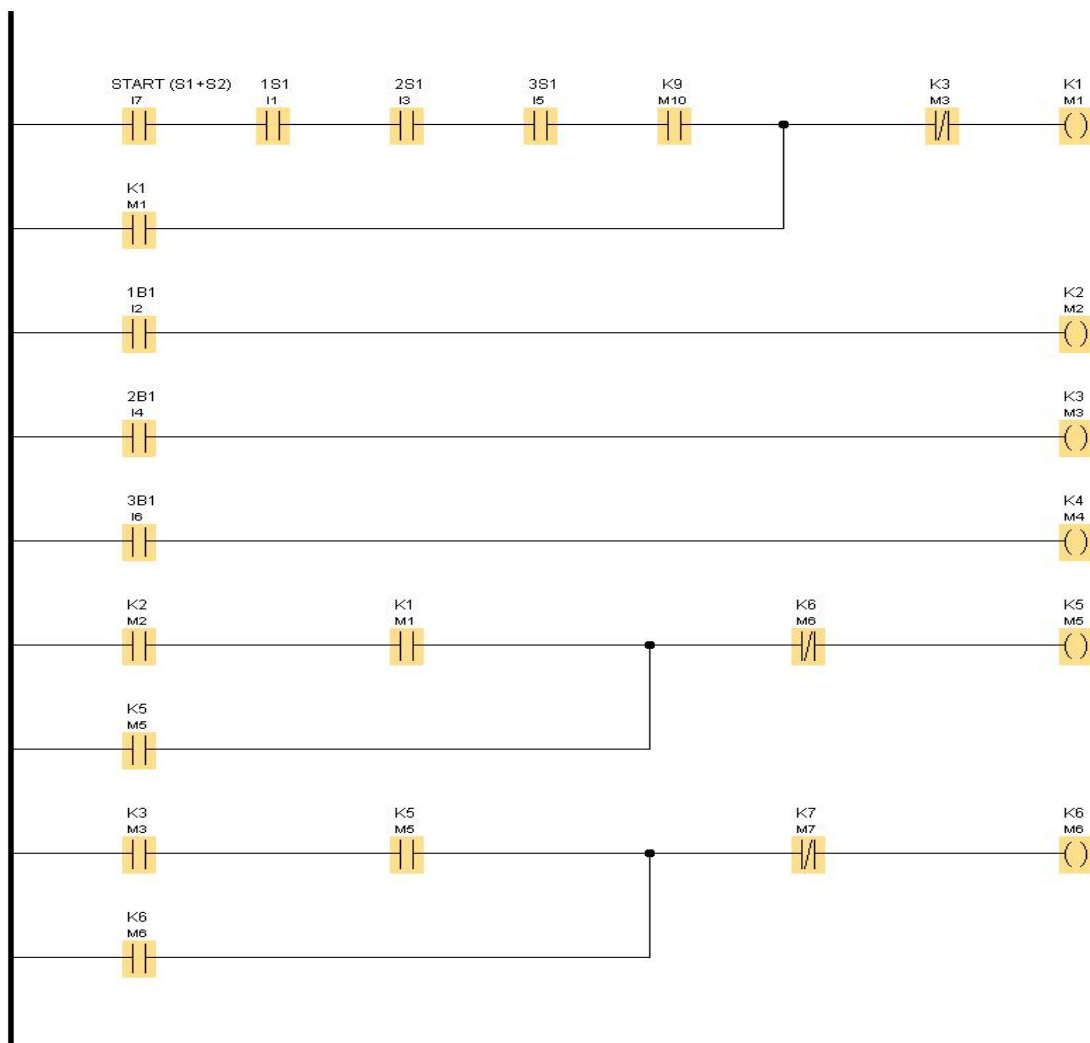 START (S1+S2) 1S1 2S1 3S1 K9 K3 K1
I7 I1 I3 I5 M10 M3 M1
K1
M1
1B1 K2
I2 M2
2B1 K3
I4 M3
3B1 K4
I6 M4
K2 K1 K6 K5
M2 M1 M6 M5
K5
M5
K3 K5 K7 K6
M3 M5 M7 M6
K6
M6